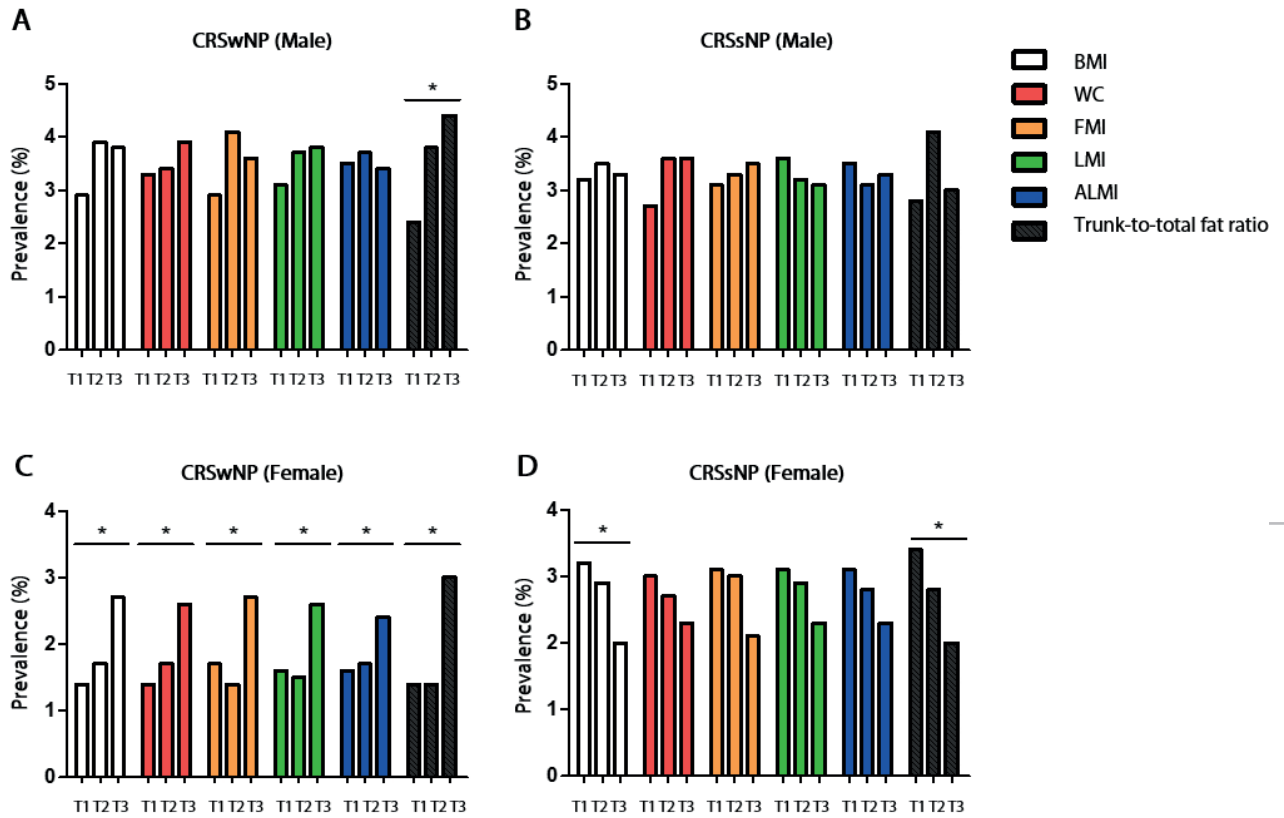 A
CRSwNP (Male)
Prevalence (%)
5
4
3
2
1
0
*
T1 T2 T3 T1 T2 T3 T1 T2 T3 T1 T2 T3 T1 T2 T3 T1 T2 T3
B
CRSsNP (Male)
Prevalence (%)
5
4
3
2
1
0
T1 T2 T3 T1 T2 T3 T1 T2 T3 T1 T2 T3 T1 T2 T3 T1 T2 T3
BMI
WC
FMI
LMI
ALMI
Trunk-to-total fat ratio
C
CRSwNP (Female)
Prevalence (%)
4
3
2
1
0
* * * * * *
T1 T2 T3 T1 T2 T3 T1 T2 T3 T1 T2 T3 T1 T2 T3 T1 T2 T3
D
CRSsNP (Female)
Prevalence (%)
4
3
2
1
0
* *
T1 T2 T3 T1 T2 T3 T1 T2 T3 T1 T2 T3 T1 T2 T3 T1 T2 T3